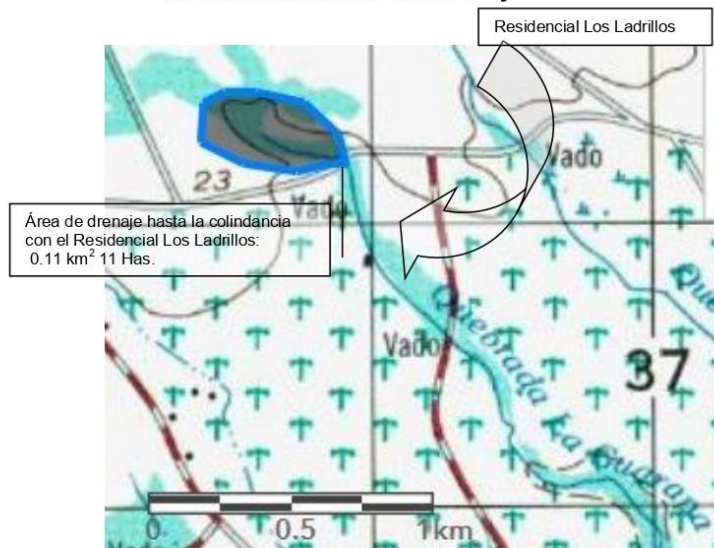 Residencial Los Ladrillos
Vado
23
Vado
Área de drenaje hasta la colindancia
con el Residencial Los Ladrillos:
0.11 km² 11 Has.
Vado
37
Quebrada La Guarapa
0 0.5 1km